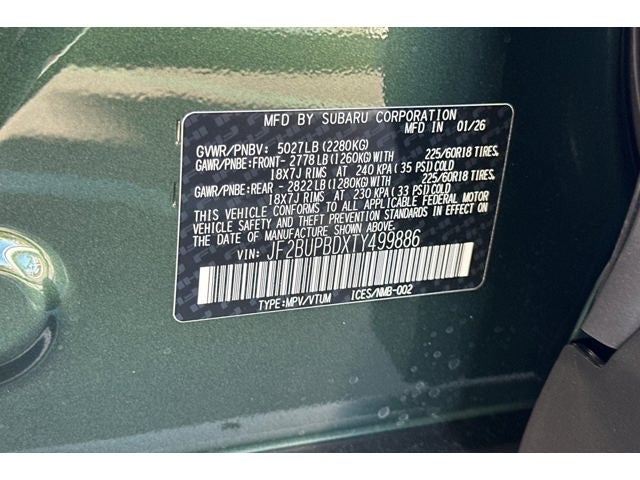 MFD BY SUBARU CORPORATION
MFD IN 01/26
GVWR/PNBV: 5027LB(2280KG)
GAWR/PNBE:FRONT- 2778LB(1260KG)WITH 225/60R18 TIRES.
18X7J RIMS AT 240 KPA(35 PSI)COLD
GAWR/PNBE:REAR - 2822LB(1280KG)WITH 225/60R18 TIRES.
18X7J RIMS AT 230 KPA(33 PSI)COLD
THIS VEHICLE CONFORMS TO ALL APPLICABLE FEDERAL MOTOR
VEHICLE SAFETY AND THEFT PREVENTION STANDARDS IN EFFECT ON
THE DATE OF MANUFACTURE SHOWN ABOVE.
VIN: JF2BUPBDXTY499886
TYPE:MPV/VTUM ICES/NMB-002